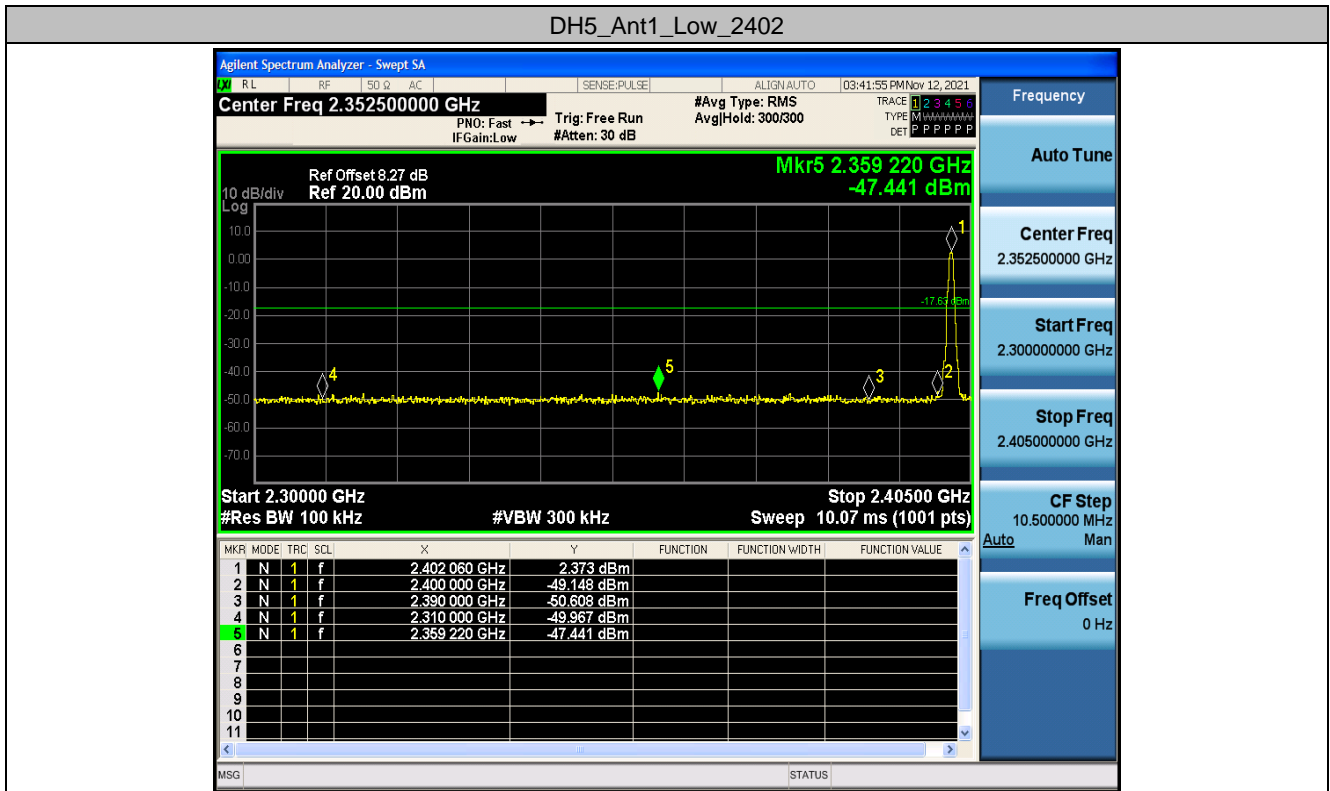 DH5_Ant1_Low_2402
Agilent Spectrum Analyzer - Swept SA
LXI RL RF 50 Ω AC SENSE:PULSE ALIGN AUTO 03:41:55 PM Nov 12, 2021
Center Freq 2.352500000 GHz
PNO: Fast
IFGain:Low
Trig: Free Run
#Atten: 30 dB
#Avg Type: RMS
Avg|Hold: 300/300
TRACE 1 2 3 4 5 6
TYPE M
DET P P P P P P
Mkr5 2.359 220 GHz
-47.441 dBm
Ref Offset 8.27 dB
10 dB/div Ref 20.00 dBm
Log
10.0
0.00
-10.0
-20.0
-30.0
-40.0
-50.0
-60.0
-70.0
1
-17.63 dBm
4
5
3
2
Start 2.30000 GHz Stop 2.40500 GHz
#Res BW 100 kHz #VBW 300 kHz Sweep 10.07 ms (1001 pts)
MKR MODE TRC SCL X Y FUNCTION FUNCTION WIDTH FUNCTION VALUE
1 N 1 f 2.402 060 GHz 2.373 dBm
2 N 1 f 2.400 000 GHz -49.148 dBm
3 N 1 f 2.390 000 GHz -50.608 dBm
4 N 1 f 2.310 000 GHz -49.967 dBm
5 N 1 f 2.359 220 GHz -47.441 dBm
6
7
8
9
10
11
MSG STATUS
Frequency
Auto Tune
Center Freq
2.352500000 GHz
Start Freq
2.300000000 GHz
Stop Freq
2.405000000 GHz
CF Step
10.500000 MHz
Auto Man
Freq Offset
0 Hz